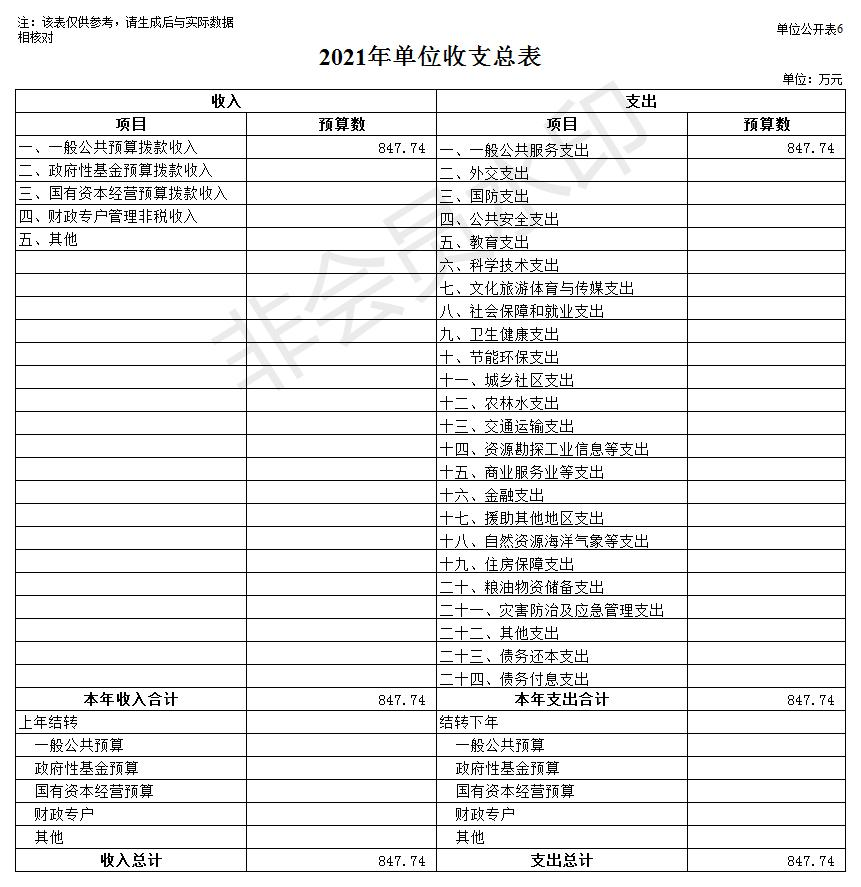 注：该表仅供参考，请生成后与实际数据
相核对
单位公开表6
2021年单位收支总表
单位：万元
收入 支出
项目 预算数 项目 预算数
一、一般公共预算拨款收入 847.74 一、一般公共服务支出 847.74
二、政府性基金预算拨款收入 二、外交支出
三、国有资本经营预算拨款收入 三、国防支出
四、财政专户管理非税收入 四、公共安全支出
五、其他 五、教育支出
六、科学技术支出
七、文化旅游体育与传媒支出
八、社会保障和就业支出
九、卫生健康支出
十、节能环保支出
十一、城乡社区支出
十二、农林水支出
十三、交通运输支出
十四、资源勘探工业信息等支出
十五、商业服务业等支出
十六、金融支出
十七、援助其他地区支出
十八、自然资源海洋气象等支出
十九、住房保障支出
二十、粮油物资储备支出
二十一、灾害防治及应急管理支出
二十二、其他支出
二十三、债务还本支出
二十四、债务付息支出
本年收入合计 847.74 本年支出合计 847.74
上年结转 结转下年
一般公共预算 一般公共预算
政府性基金预算 政府性基金预算
国有资本经营预算 国有资本经营预算
财政专户 财政专户
其他 其他
收入总计 847.74 支出总计 847.74
非会员水印